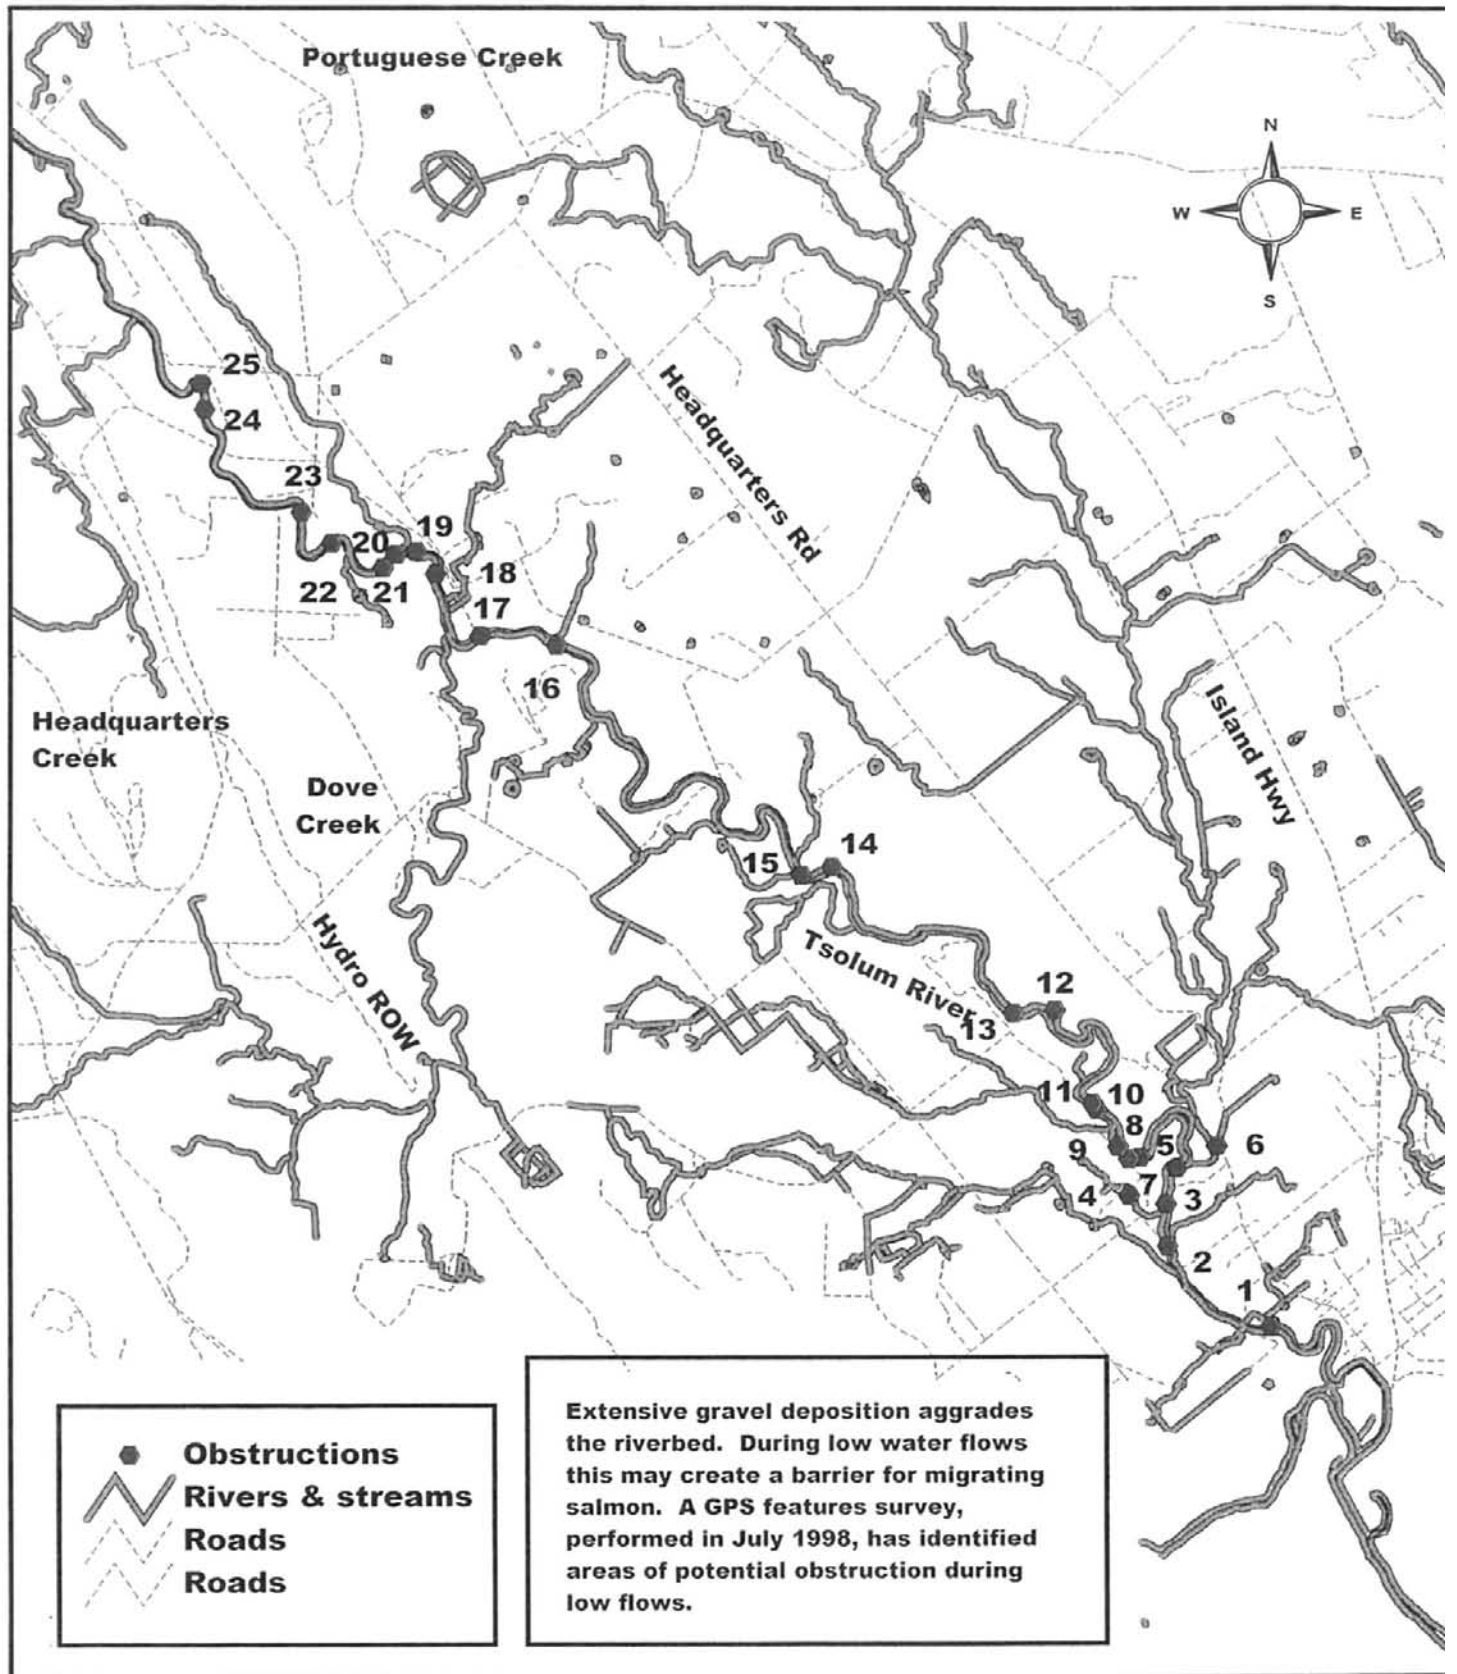 Portuguese Creek
N
W
E
S
25
24
Headquarters Rd
23
19
20
18
22
21
17
16
Island Hwy
Headquarters
Creek
Dove
Creek
14
15
Hydro ROW
Tsolum River
12
13
11
10
8
9
5
6
7
4
3
2
1
Obstructions
Rivers & streams
Roads
Roads
Extensive gravel deposition aggrades
the riverbed. During low water flows
this may create a barrier for migrating
salmon. A GPS features survey,
performed in July 1998, has identified
areas of potential obstruction during
low flows.